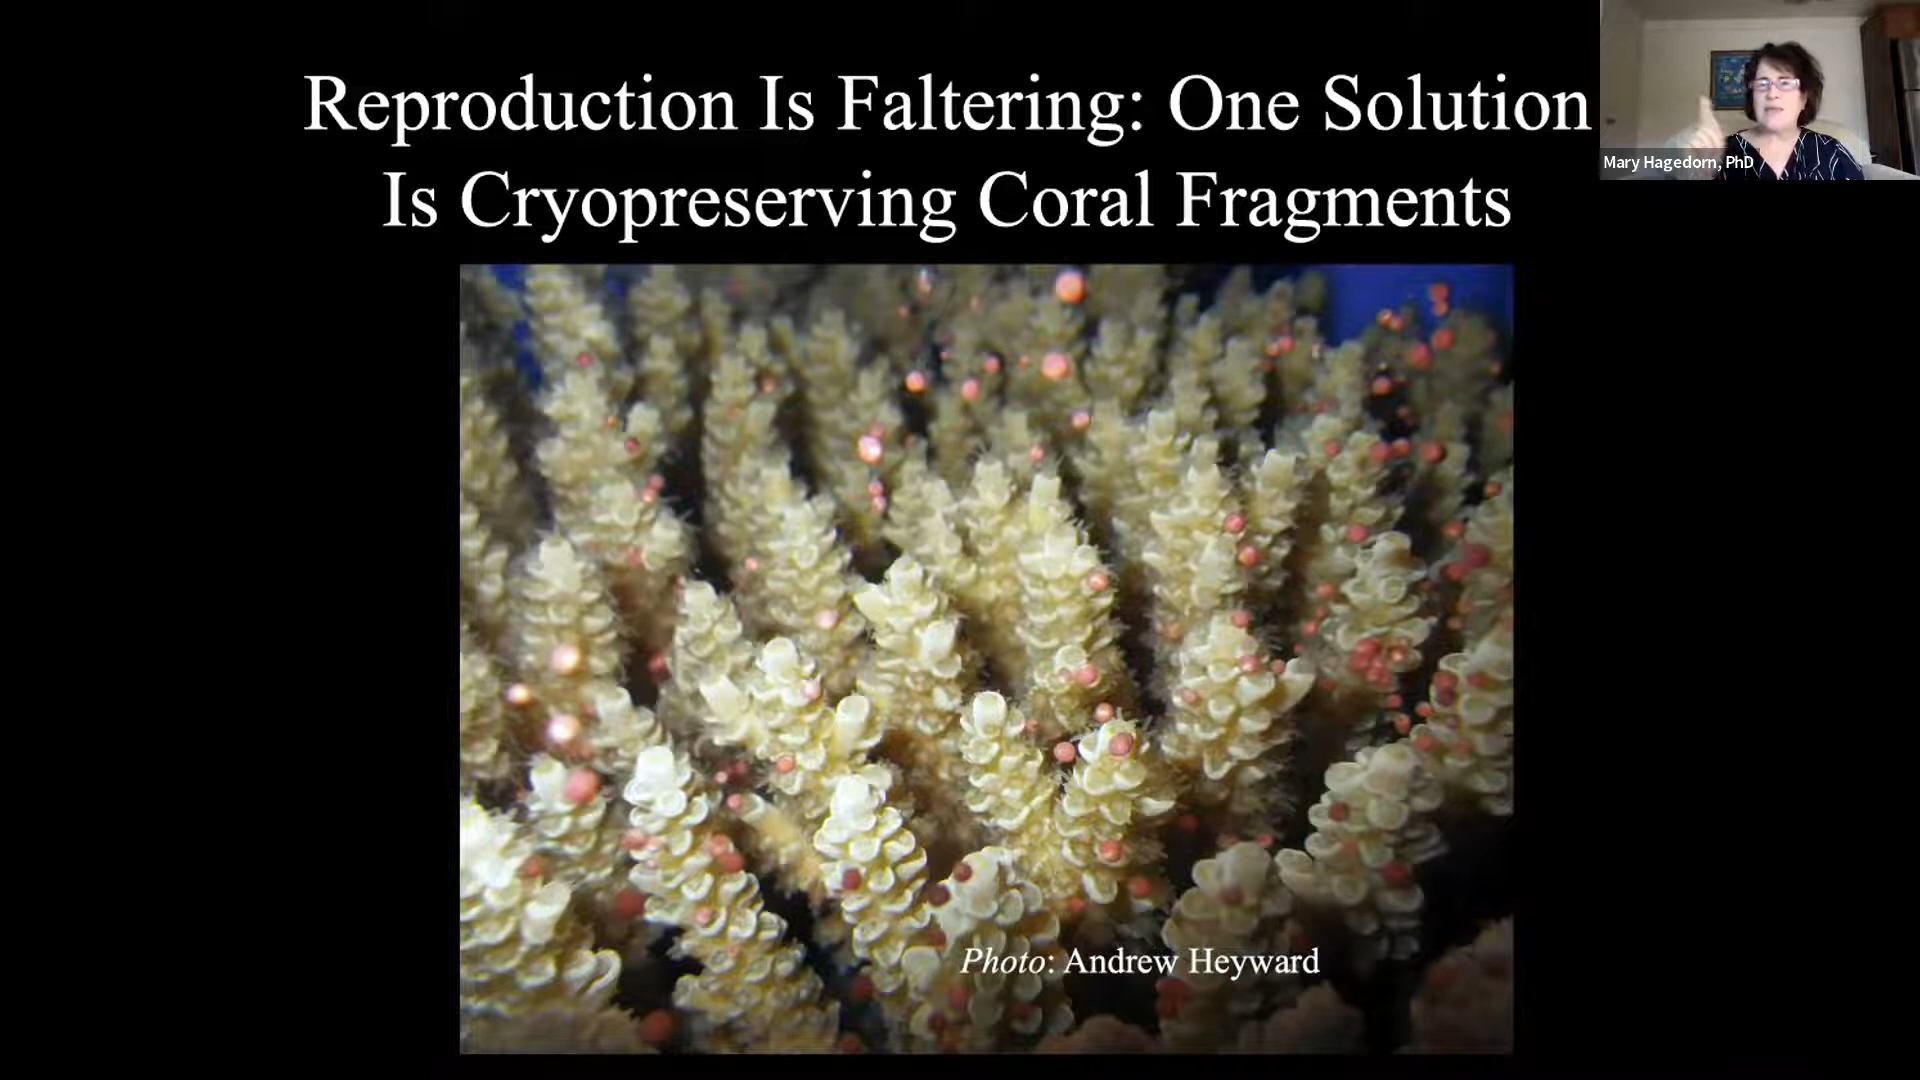 Reproduction Is Faltering: One Solution
Is Cryopreserving Coral Fragments
Mary Hagedorn, PhD
Photo: Andrew Heyward